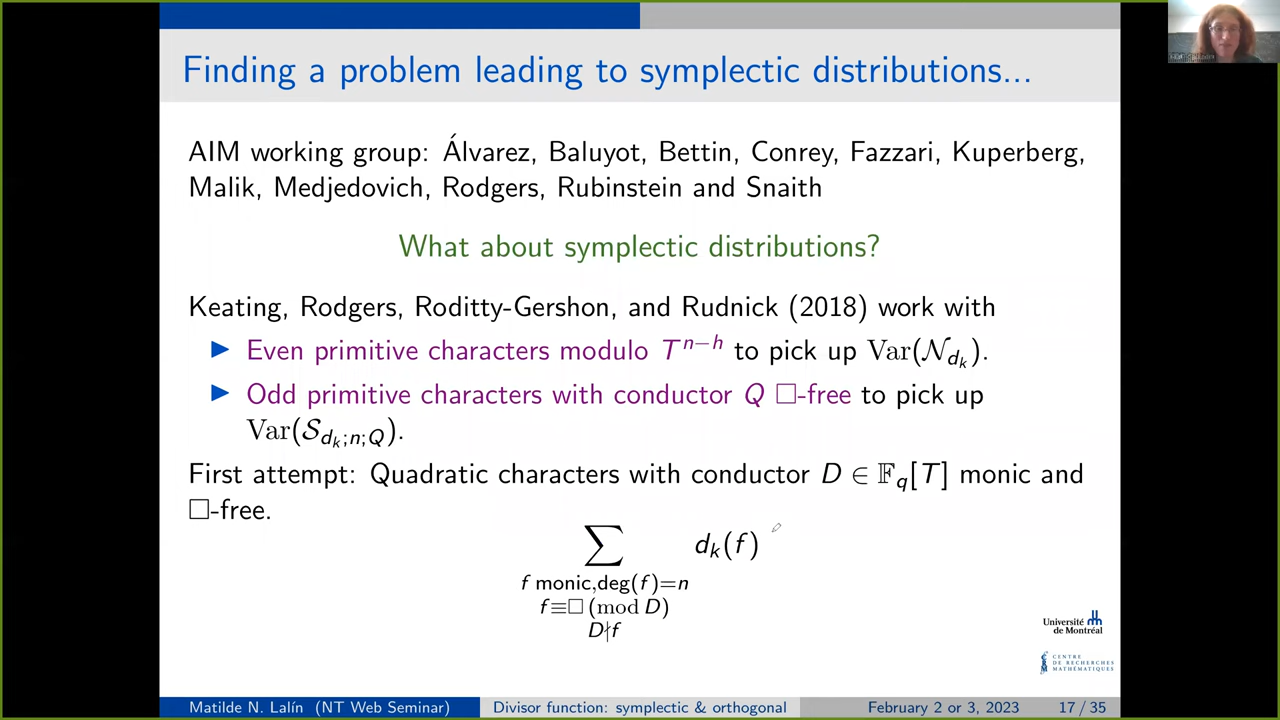 Finding a problem leading to symplectic distributions...
AIM working group: Álvarez, Baluyot, Bettin, Conrey, Fazzari, Kuperberg,
Malik, Medjedovich, Rodgers, Rubinstein and Snaith
What about symplectic distributions?
Keating, Rodgers, Roditty-Gershon, and Rudnick (2018) work with
▶ Even primitive characters modulo T^{n−h} to pick up Var(𝒩_{d_k}).
▶ Odd primitive characters with conductor Q □-free to pick up
Var(𝒮_{d_k;n;Q}).
First attempt: Quadratic characters with conductor D ∈ 𝔽_q[T] monic and
□-free.
∑ d_k(f)
f monic,deg(f)=n
f≡□ (mod D)
D∤f
Université
de Montréal
CENTRE
DE RECHERCHES
MATHÉMATIQUES
Matilde N. Lalín (NT Web Seminar) Divisor function: symplectic & orthogonal February 2 or 3, 2023 17 / 35